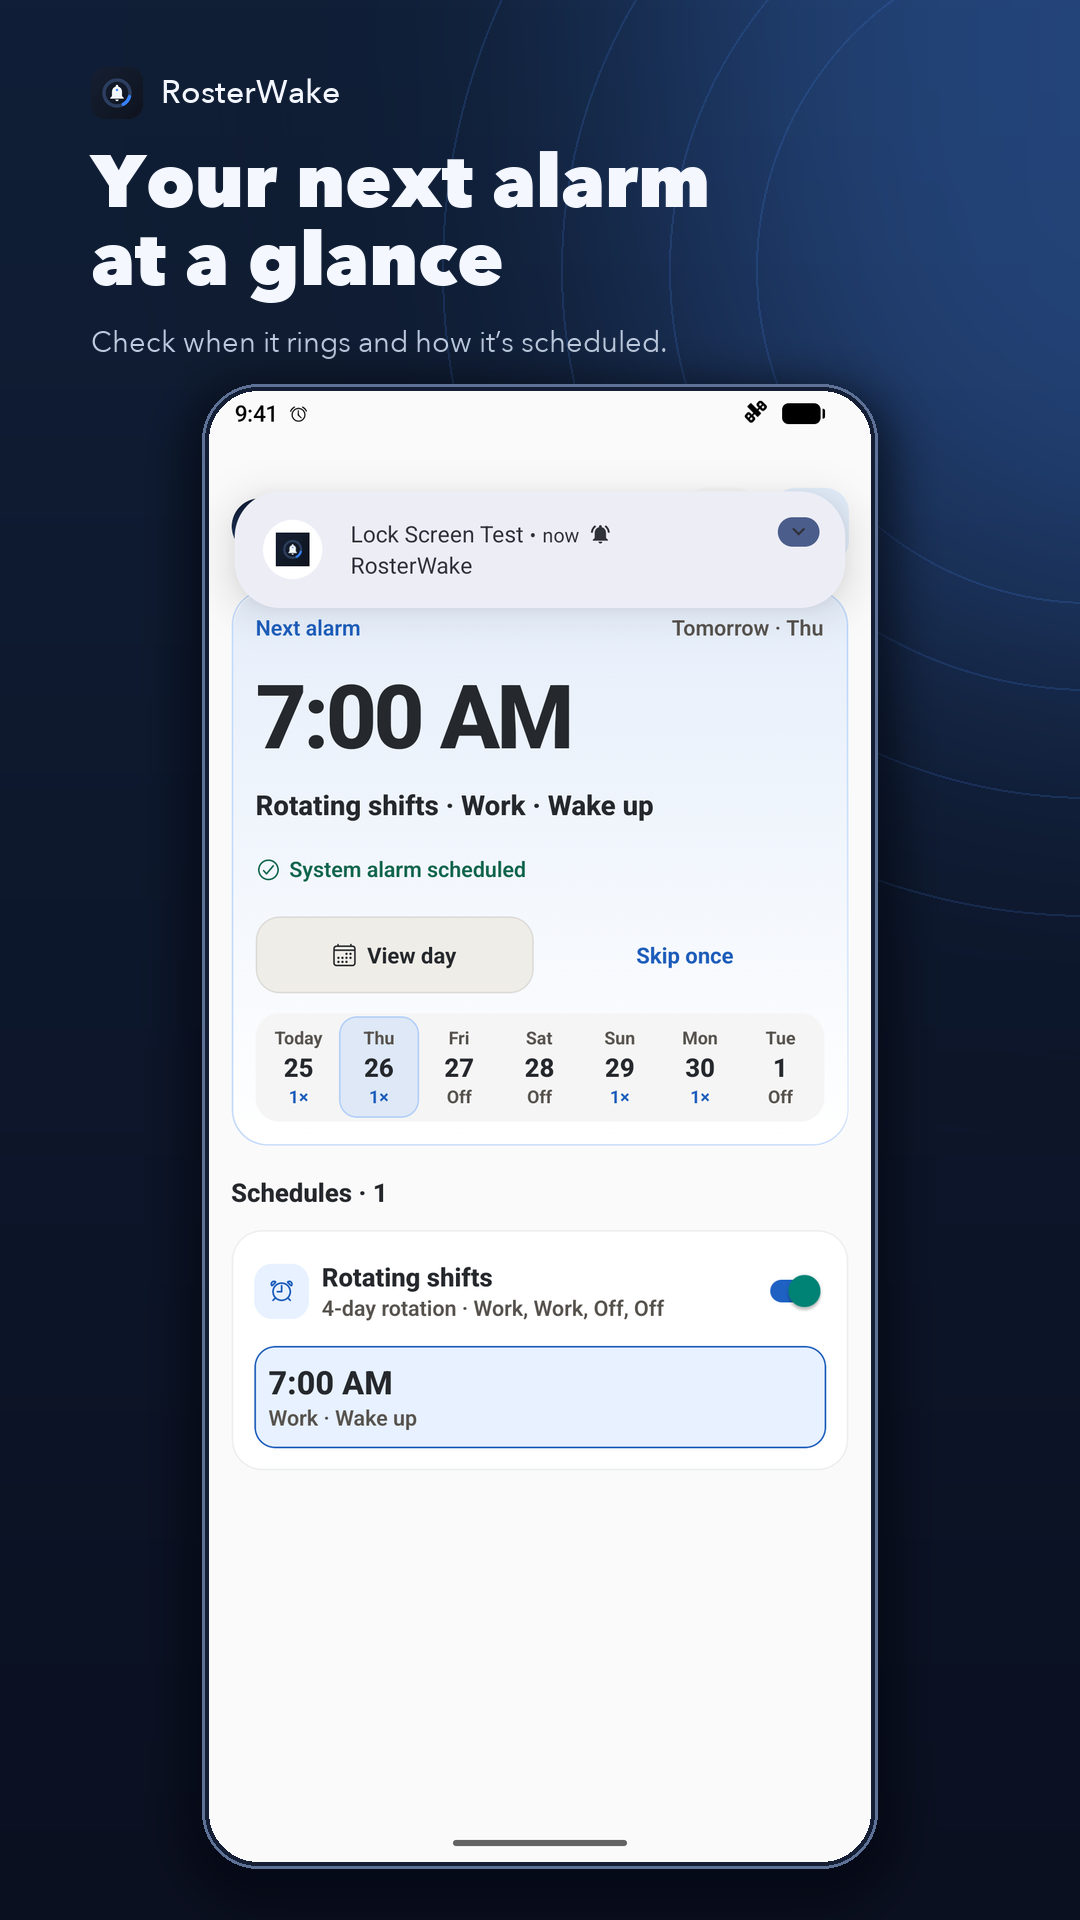 RosterWake
Your next alarm
at a glance
Check when it rings and how it’s scheduled.
9:41
Lock Screen Test • now
RosterWake
Next alarm
Tomorrow · Thu
7:00 AM
Rotating shifts · Work · Wake up
System alarm scheduled
View day
Skip once
Today Thu Fri Sat Sun Mon Tue
25 26 27 28 29 30 1
1× 1× Off Off 1× 1× Off
Schedules · 1
Rotating shifts
4-day rotation · Work, Work, Off, Off
7:00 AM
Work · Wake up